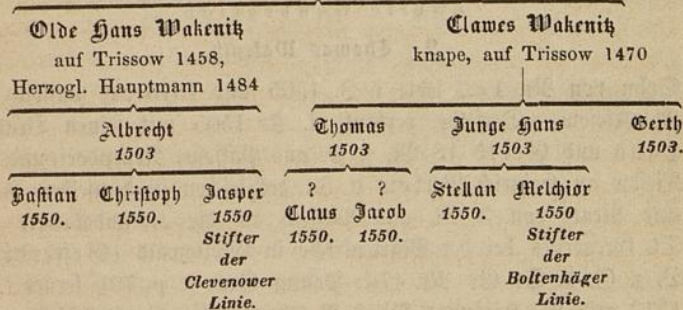 Olde Hans Wakenitz Clawes Wakenitz
auf Trissow 1458, knape, auf Trissow 1470
Herzogl. Hauptmann 1484
Albrecht Thomas Junge Hans Gerth
1503 1503 1503 1503.
Bastian Christoph Jasper ? ? Stellan Melchior
1550. 1550. 1550 Claus Jacob 1550. 1550
Stifter 1550. 1550. Stifter
der der
Clevenower Boltenhäger
Linie. Linie.